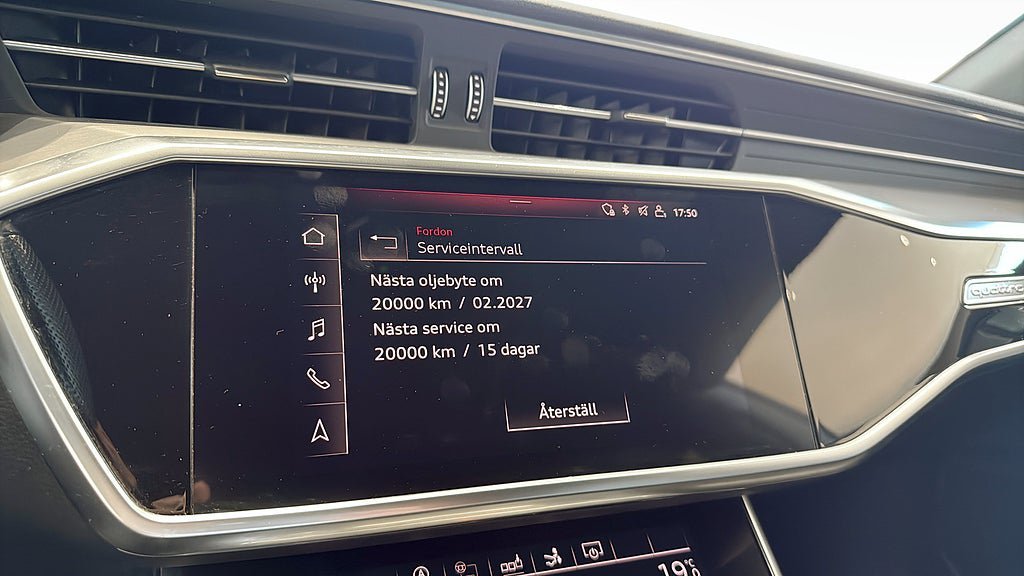 17:50
Fordon
Serviceintervall
Nästa oljebyte om
20000 km / 02.2027
Nästa service om
20000 km / 15 dagar
Återställ
quattro
19°C